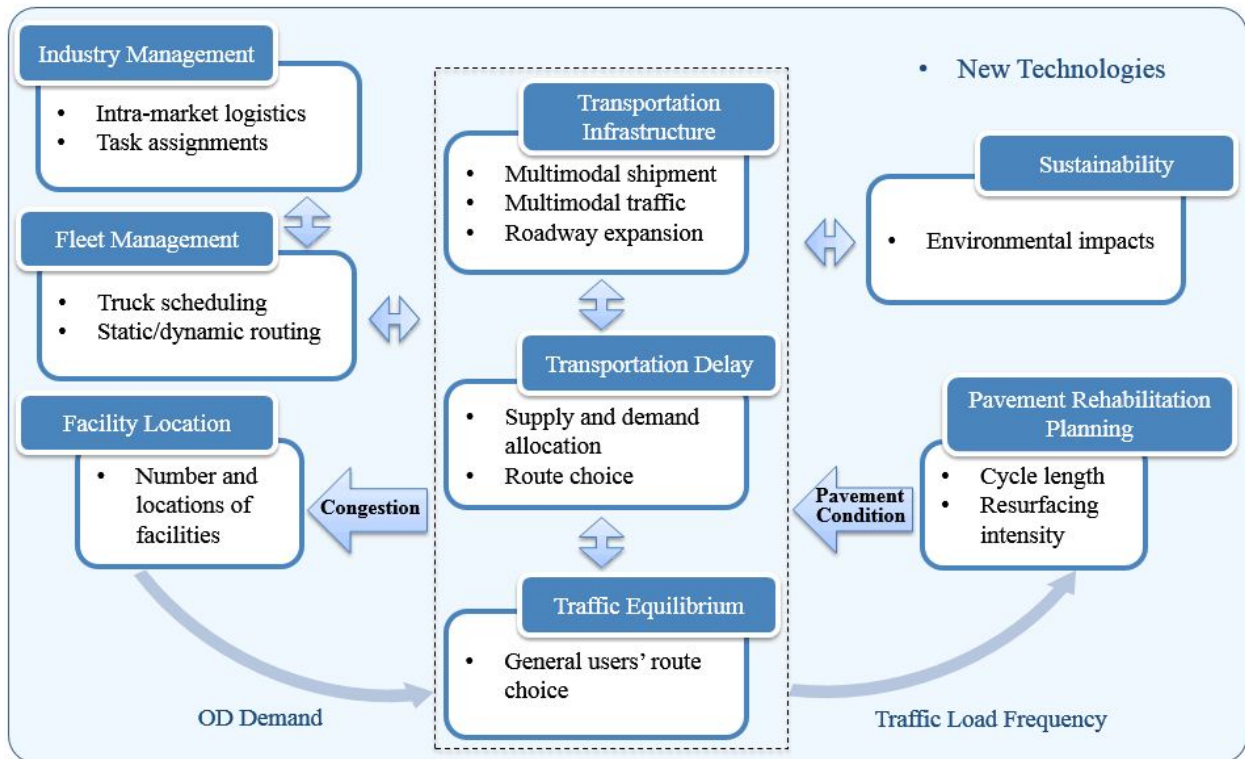 Industry Management
• Intra-market logistics
• Task assignments
Fleet Management
• Truck scheduling
• Static/dynamic routing
Facility Location
• Number and
locations of
facilities
Congestion
OD Demand
Transportation
Infrastructure
• Multimodal shipment
• Multimodal traffic
• Roadway expansion
Transportation Delay
• Supply and demand
allocation
• Route choice
Traffic Equilibrium
• General users’ route
choice
• New Technologies
Sustainability
• Environmental impacts
Pavement Rehabilitation
Planning
• Cycle length
• Resurfacing
intensity
Pavement
Condition
Traffic Load Frequency